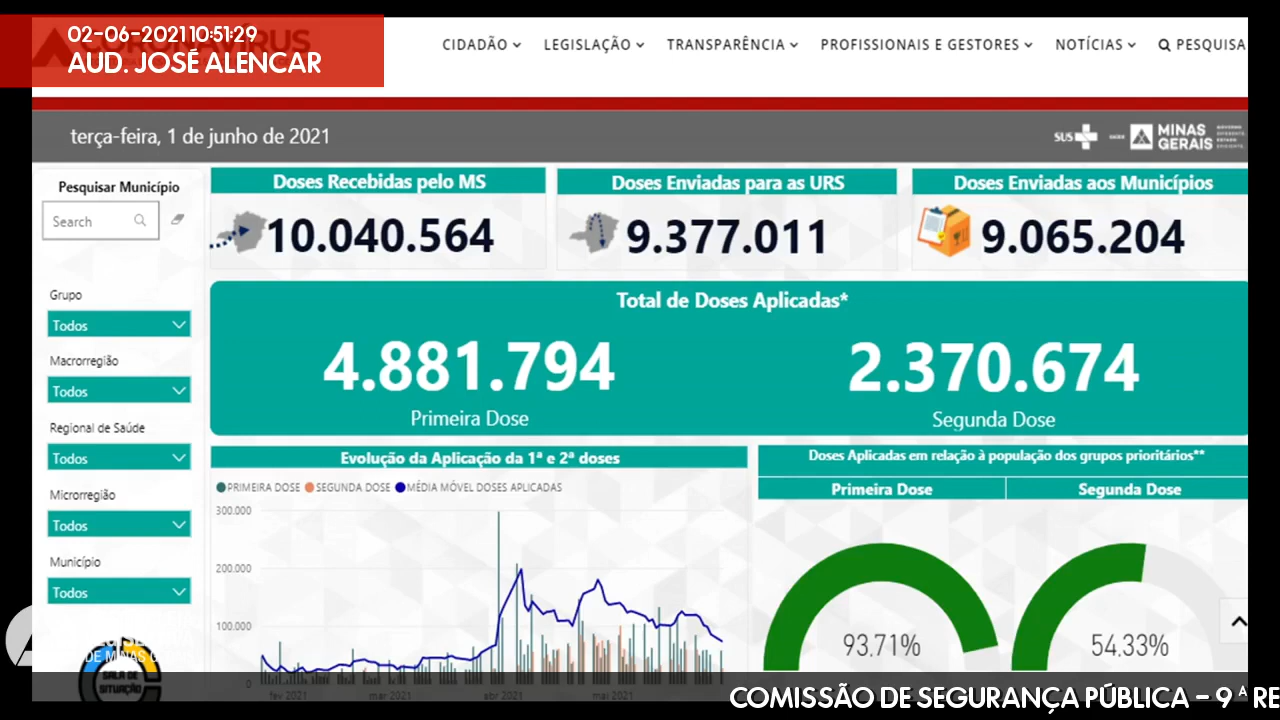 02-06-2021 10:51:29
AUD. JOSÉ ALENCAR
CIDADÃO LEGISLAÇÃO TRANSPARÊNCIA PROFISSIONAIS E GESTORES NOTÍCIAS PESQUISA
terça-feira, 1 de junho de 2021
SUS MINAS GERAIS
Pesquisar Município
Search
Doses Recebidas pelo MS
10.040.564
Doses Enviadas para as URS
9.377.011
Doses Enviadas aos Municípios
9.065.204
Grupo
Todos
Macrorregião
Todos
Regional de Saúde
Todos
Microrregião
Todos
Município
Todos
SALA DE
SITUAÇÃO
Total de Doses Aplicadas*
4.881.794
Primeira Dose
2.370.674
Segunda Dose
Evolução da Aplicação da 1ª e 2ª doses
PRIMEIRA DOSE SEGUNDA DOSE MÉDIA MÓVEL DOSES APLICADAS
300.000
200.000
100.000
0
fev 2021 mar 2021 abr 2021 mai 2021
Doses Aplicadas em relação à população dos grupos prioritários**
Primeira Dose
Segunda Dose
93.71%
54.33%
COMISSÃO DE SEGURANÇA PÚBLICA – 9ª RE